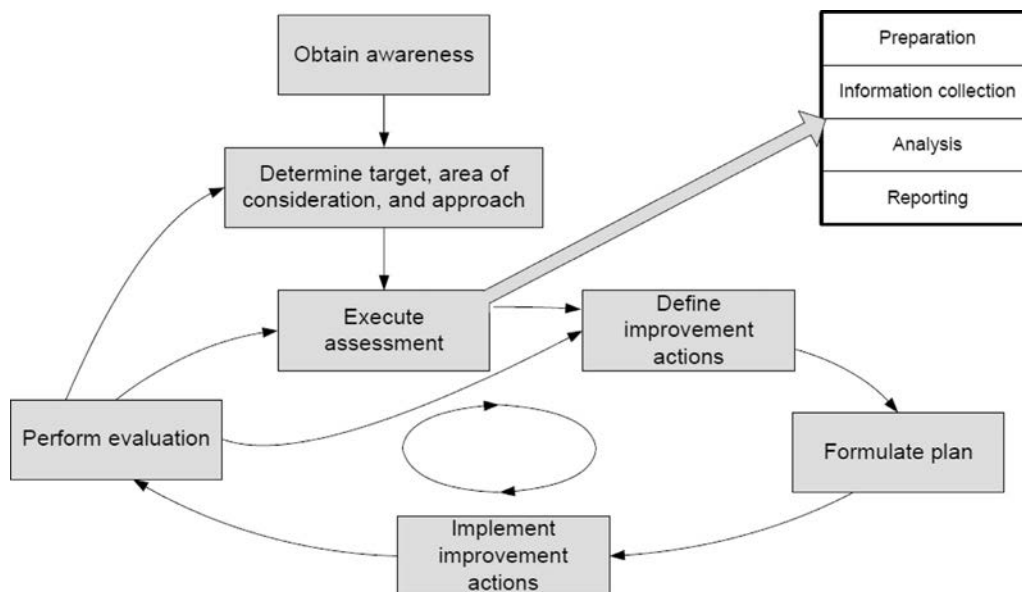 Obtain awareness
Preparation
Information collection
Analysis
Reporting
Determine target, area of
consideration, and approach
Execute
assessment
Define
improvement
actions
Perform evaluation
Formulate plan
Implement
improvement
actions